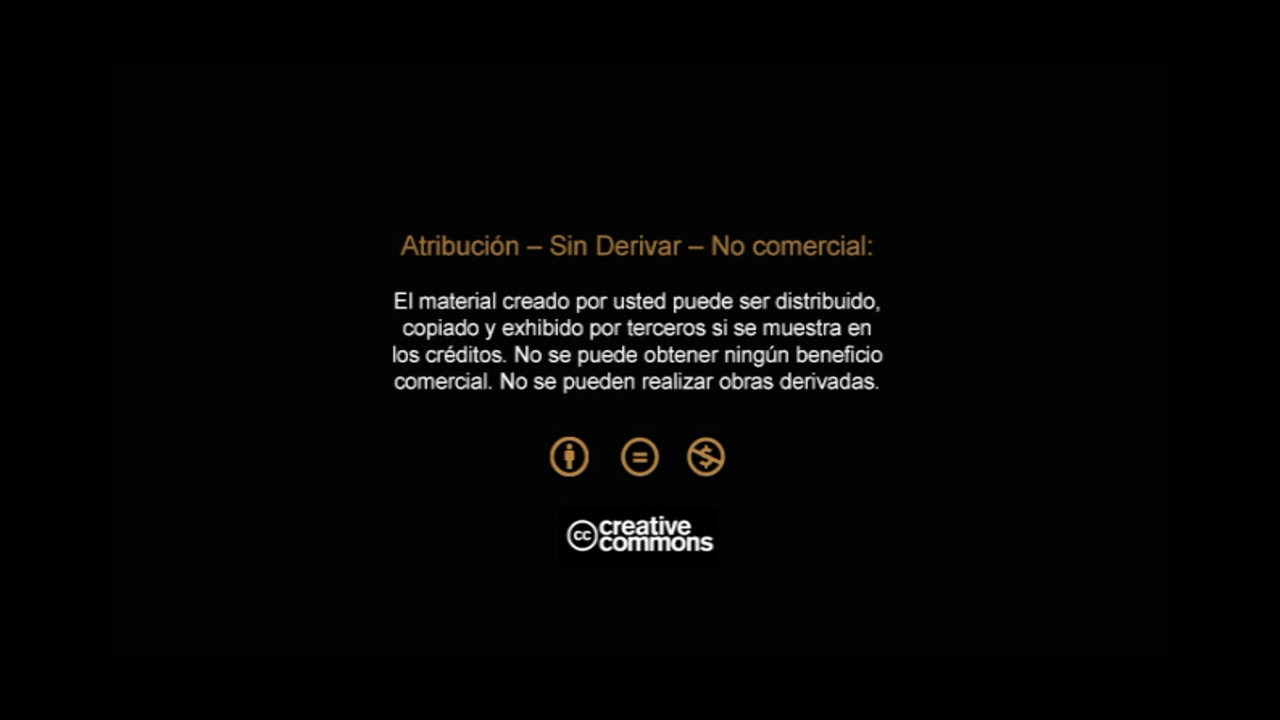 Atribución – Sin Derivar – No comercial:
El material creado por usted puede ser distribuido,
copiado y exhibido por terceros si se muestra en
los créditos. No se puede obtener ningún beneficio
comercial. No se pueden realizar obras derivadas.
= $
cc creative
commons